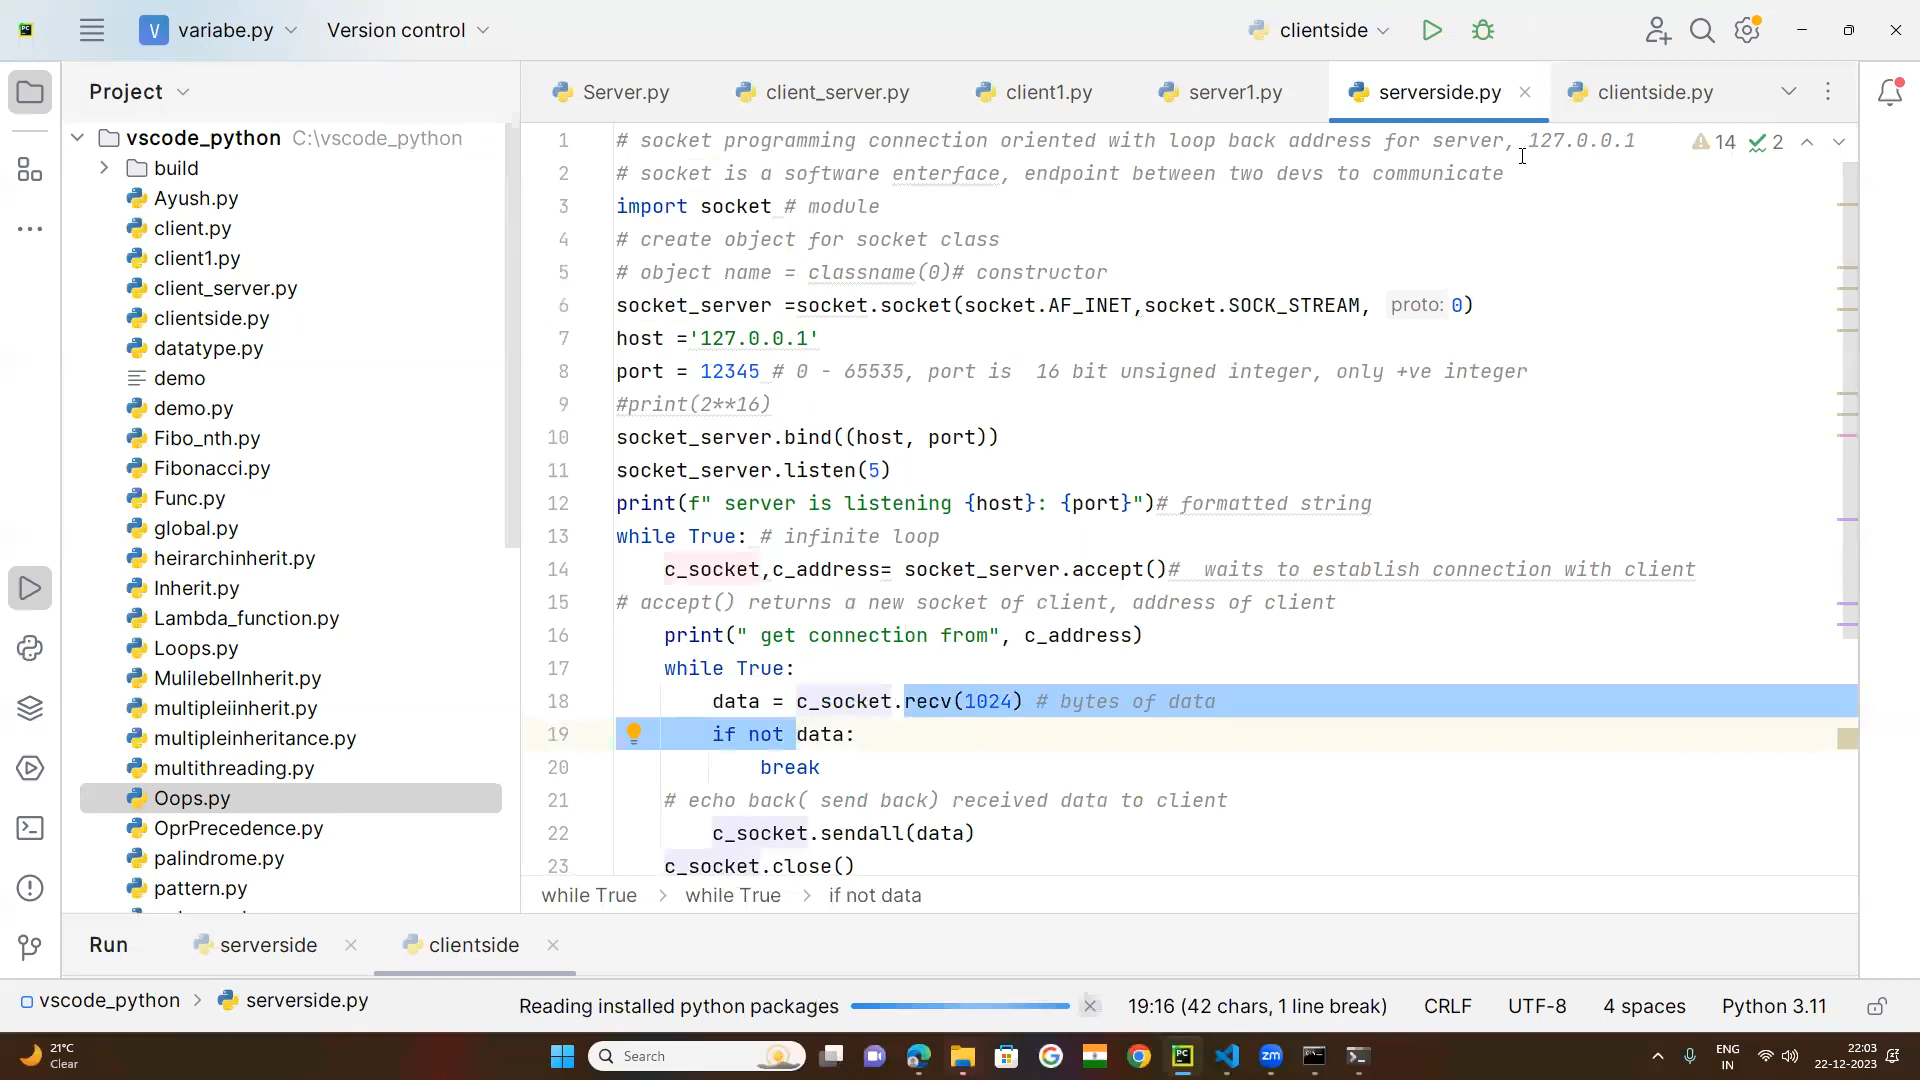 V variabe.py Version control clientside
Project
Server.py client_server.py client1.py server1.py serverside.py clientside.py
vscode_python C:\vscode_python
build
Ayush.py
client.py
client1.py
client_server.py
clientside.py
datatype.py
demo
demo.py
Fibo_nth.py
Fibonacci.py
Func.py
global.py
heirarchinherit.py
Inherit.py
Lambda_function.py
Loops.py
MulilebelInherit.py
multipleiinherit.py
multipleinheritance.py
multithreading.py
Oops.py
OprPrecedence.py
palindrome.py
pattern.py
1 # socket programming connection oriented with loop back address for server, 127.0.0.1 14 2
2 # socket is a software enterface, endpoint between two devs to communicate
3 import socket # module
4 # create object for socket class
5 # object name = classname(0)# constructor
6 socket_server =socket.socket(socket.AF_INET,socket.SOCK_STREAM, proto: 0)
7 host ='127.0.0.1'
8 port = 12345 # 0 - 65535, port is 16 bit unsigned integer, only +ve integer
9 #print(2**16)
10 socket_server.bind((host, port))
11 socket_server.listen(5)
12 print(f" server is listening {host}: {port}")# formatted string
13 while True: # infinite loop
14 c_socket,c_address= socket_server.accept()# waits to establish connection with client
15 # accept() returns a new socket of client, address of client
16 print(" get connection from", c_address)
17 while True:
18 data = c_socket.recv(1024) # bytes of data
19 if not data:
20 break
21 # echo back( send back) received data to client
22 c_socket.sendall(data)
23 c_socket.close()
while True > while True > if not data
Run serverside clientside
vscode_python > serverside.py Reading installed python packages 19:16 (42 chars, 1 line break) CRLF UTF-8 4 spaces Python 3.11
21°C
Clear
Search
PC
zm
ENG
IN
22:03
22-12-2023